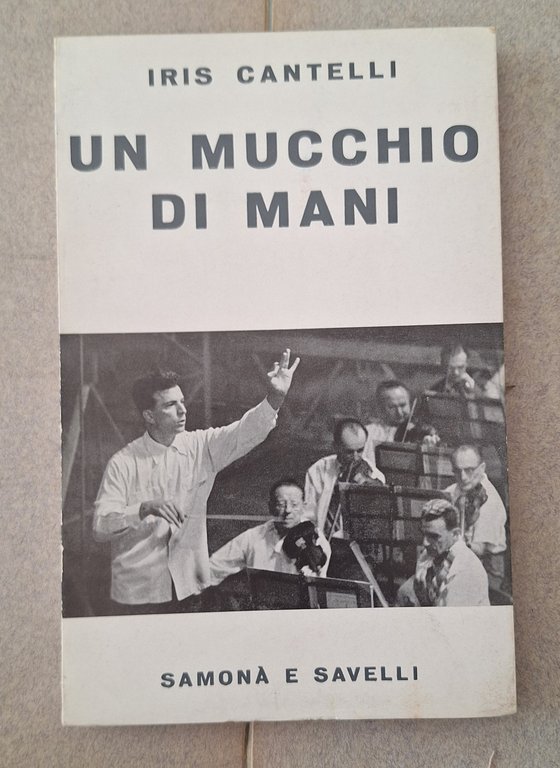 IRIS CANTELLI
UN MUCCHIO
DI MANI
SAMONÀ E SAVELLI